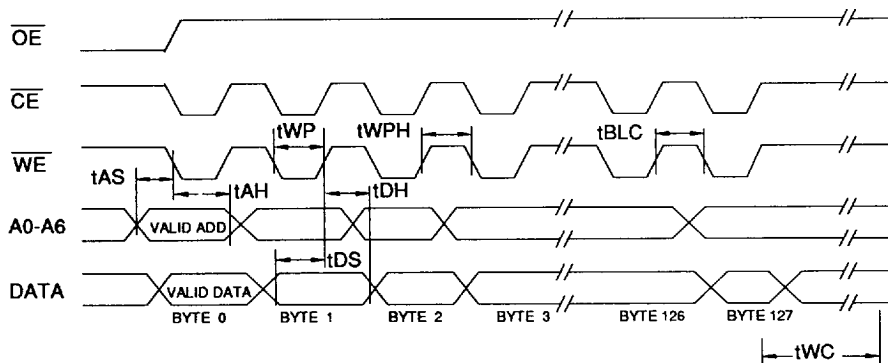 OE
CE
tWP tWPH tBLC
WE
tAS
tAH tDH
A0-A6 VALID ADD
tDS
DATA VALID DATA
BYTE 0 BYTE 1 BYTE 2 BYTE 3 BYTE 126 BYTE 127
tWC